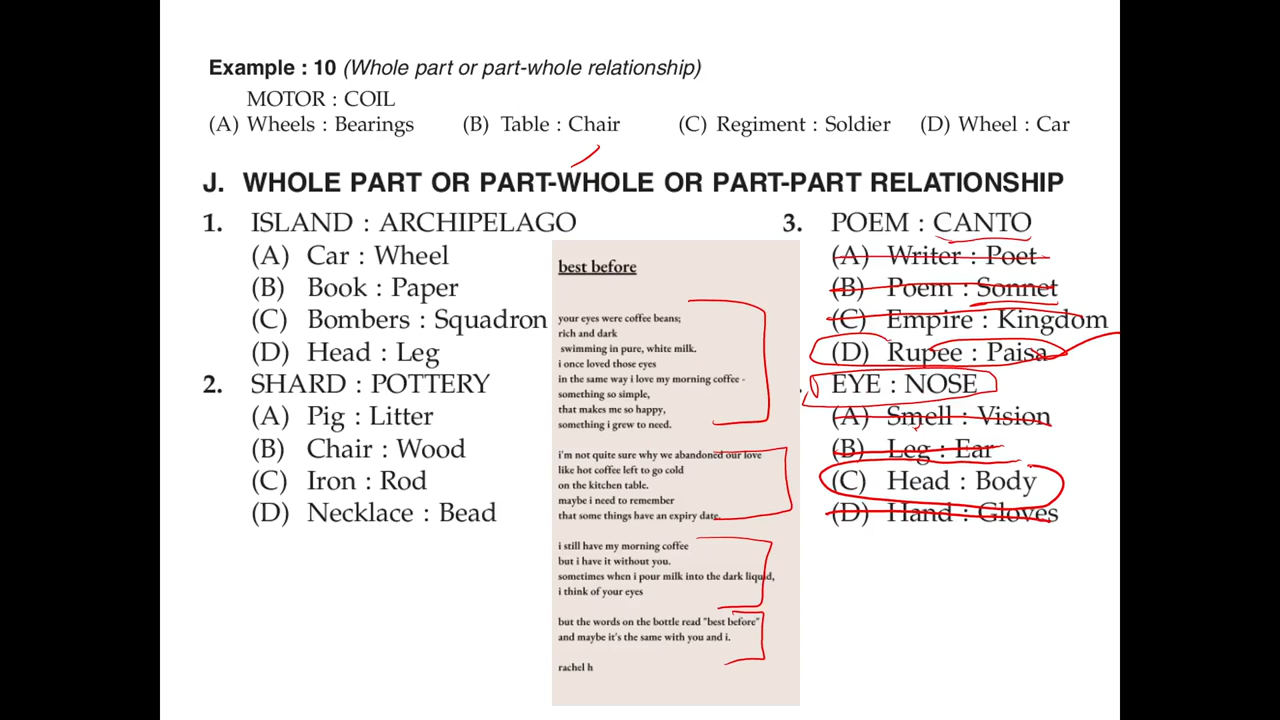 Example : 10 (Whole part or part-whole relationship)
MOTOR : COIL
(A) Wheels : Bearings (B) Table : Chair (C) Regiment : Soldier (D) Wheel : Car
J. WHOLE PART OR PART-WHOLE OR PART-PART RELATIONSHIP
1. ISLAND : ARCHIPELAGO
(A) Car : Wheel
(B) Book : Paper
(C) Bombers : Squadron
(D) Head : Leg
2. SHARD : POTTERY
(A) Pig : Litter
(B) Chair : Wood
(C) Iron : Rod
(D) Necklace : Bead
best before
your eyes were coffee beans;
rich and dark
swimming in pure, white milk.
i once loved those eyes
in the same way i love my morning coffee -
something so simple,
that makes me so happy,
something i grew to need.
i'm not quite sure why we abandoned our love
like hot coffee left to go cold
on the kitchen table.
maybe i need to remember
that some things have an expiry date.
i still have my morning coffee
but i have it without you.
sometimes when i pour milk into the dark liquid,
i think of your eyes
but the words on the bottle read "best before"
and maybe it's the same with you and i.
rachel h
3. POEM : CANTO
(A) Writer : Poet
(B) Poem : Sonnet
(C) Empire : Kingdom
(D) Rupee : Paisa
EYE : NOSE
(A) Smell : Vision
(B) Leg : Ear
(C) Head : Body
(D) Hand : Gloves